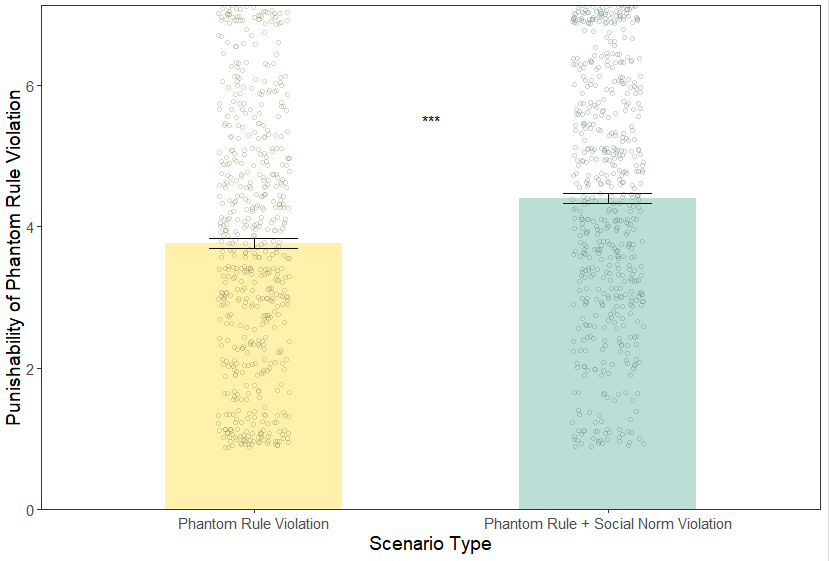 Punishability of Phantom Rule Violation
6
4
2
0
***
Phantom Rule Violation
Phantom Rule + Social Norm Violation
Scenario Type